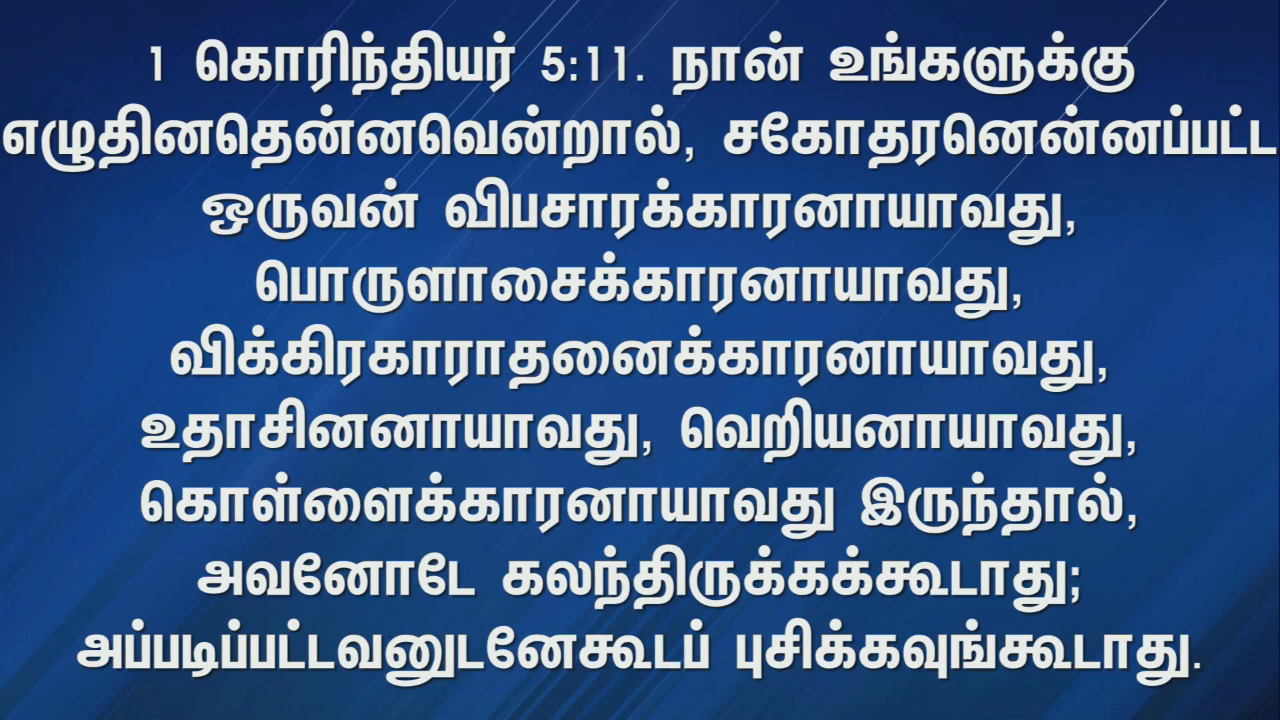 1 கொரிந்தியர் 5:11. நான் உங்களுக்கு
எழுதினதென்னவென்றால், சகோதரனென்னப்பட்ட
ஒருவன் விபசாரக்காரனாயாவது,
பொருளாசைக்காரனாயாவது,
விக்கிரகாராதனைக்காரனாயாவது,
உதாசினனாயாவது, வெறியனாயாவது,
கொள்ளைக்காரனாயாவது இருந்தால்,
அவனோடே கலந்திருக்கக்கூடாது;
அப்படிப்பட்டவனுடனேகூடப் புசிக்கவுங்கூடாது.